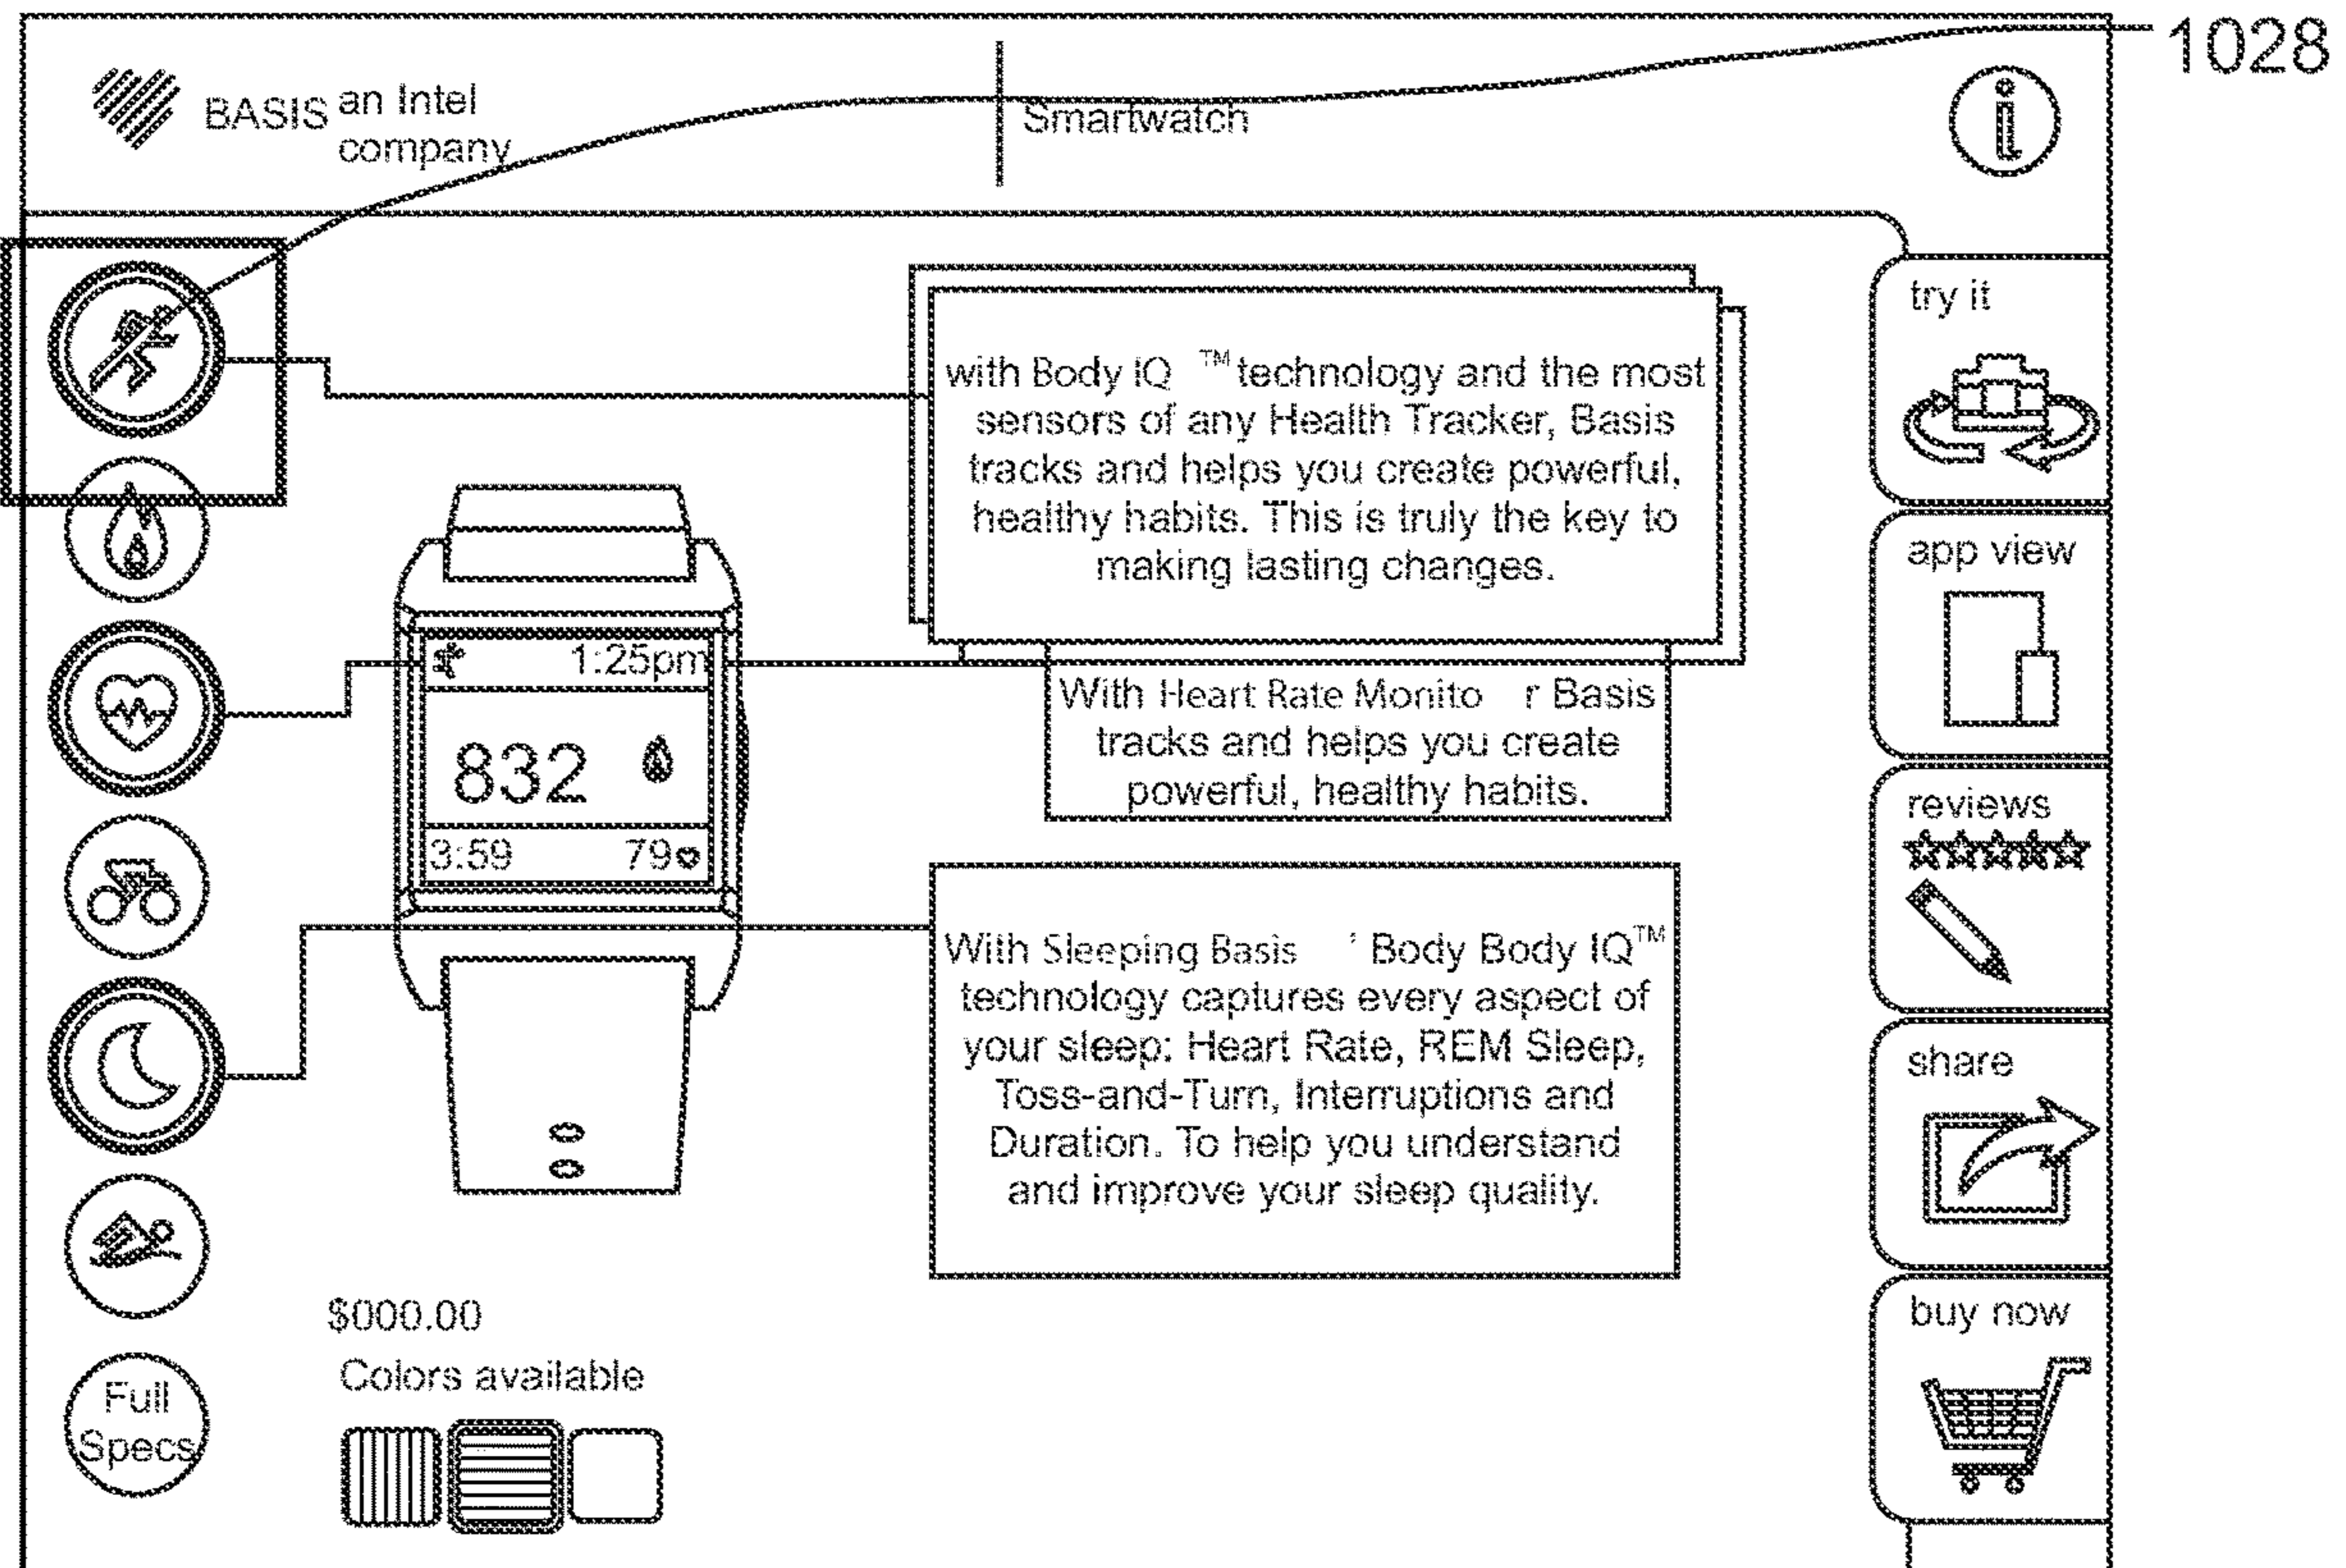 1028
BASIS an Intel
company
Smartwatch
i
try it
with Body IQ ™ technology and the most
sensors of any Health Tracker, Basis
tracks and helps you create powerful,
healthy habits. This is truly the key to
making lasting changes.
app view
1:25pm
832
3:59 79
With Heart Rate Monito r Basis
tracks and helps you create
powerful, healthy habits.
reviews
With Sleeping Basis ' Body Body IQ™
technology captures every aspect of
your sleep: Heart Rate, REM Sleep,
Toss-and-Turn, Interruptions and
Duration. To help you understand
and improve your sleep quality.
share
buy now
$000.00
Colors available
Full
Specs